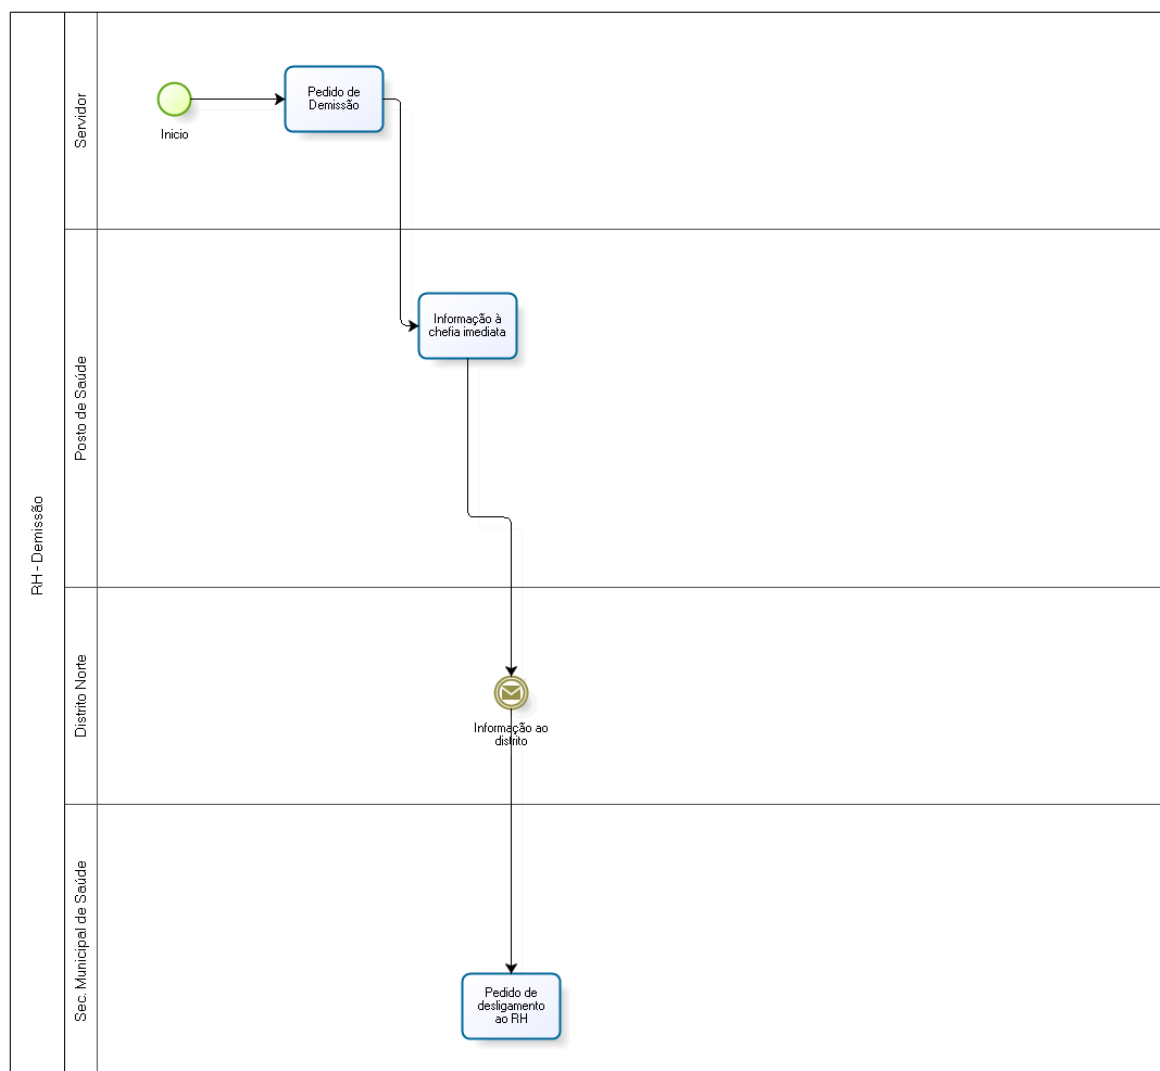 RH - Demissão
Servidor
Inicio
Pedido de
Demissão
Posto de Saúde
Informação à
chefia imediata
Distrito Norte
Informação ao
distrito
Sec. Municipal de Saúde
Pedido de
desligamento
ao RH